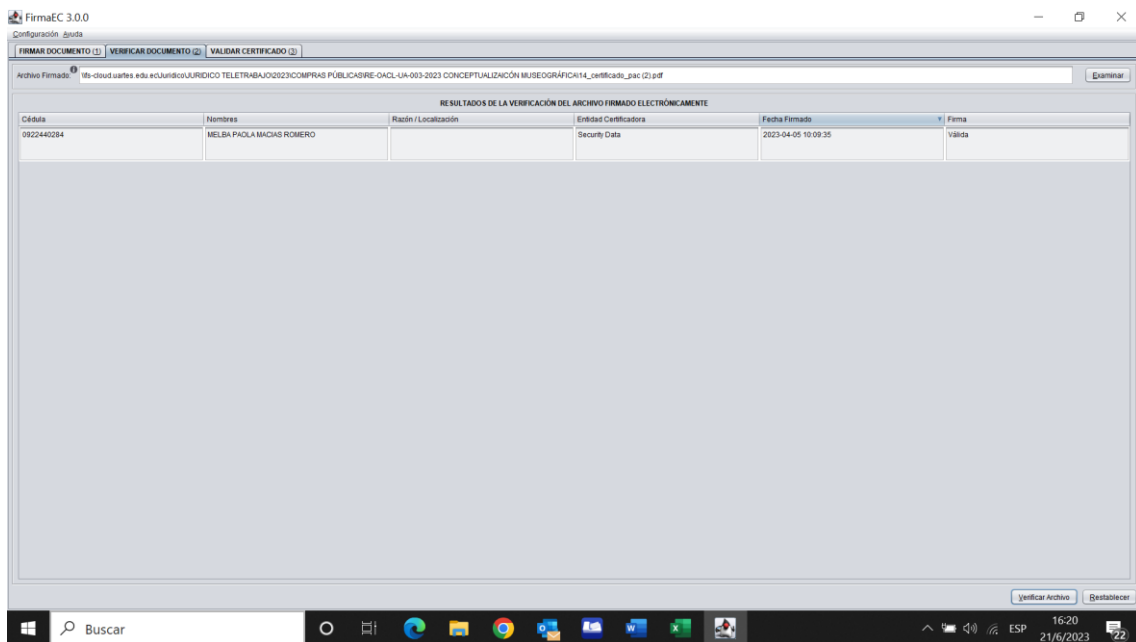 FirmaEC 3.0.0
Configuración Ayuda
FIRMAR DOCUMENTO (1) VERIFICAR DOCUMENTO (2) VALIDAR CERTIFICADO (3)
Archivo Firmado: \\fs-cloud.uartes.edu.ec\Juridico\JURIDICO TELETRABAJO\2023\COMPRAS PÚBLICAS\RE-OACL-UA-003-2023 CONCEPTUALIZAICÓN MUSEOGRÁFICA\14_certificado_pac (2).pdf Examinar
RESULTADOS DE LA VERIFICACIÓN DEL ARCHIVO FIRMADO ELECTRÓNICAMENTE
Cédula Nombres Razón / Localización Entidad Certificadora Fecha Firmado Firma
0922440284 MELBA PAOLA MACIAS ROMERO Security Data 2023-04-05 10:09:35 Válida
Verificar Archivo Restablecer
Buscar ESP 16:20
21/6/2023 22